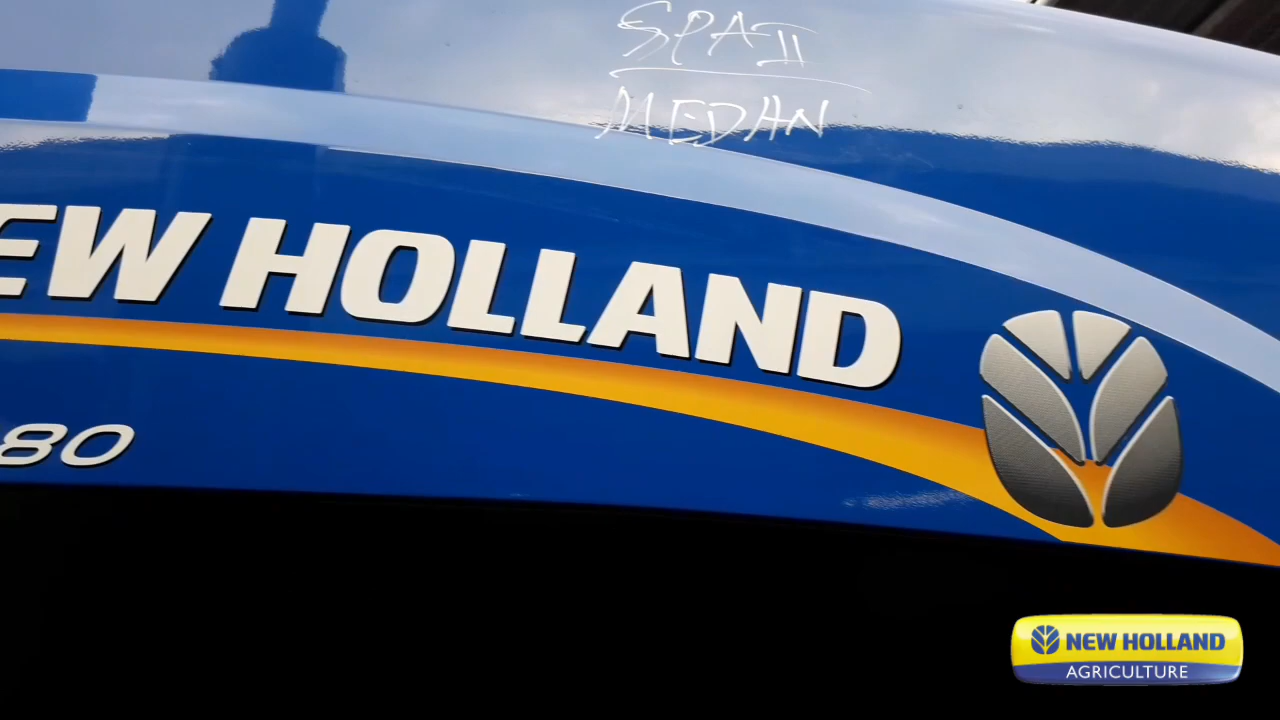 SPA II
MEDAN
EW HOLLAND
80
NEW HOLLAND
AGRICULTURE